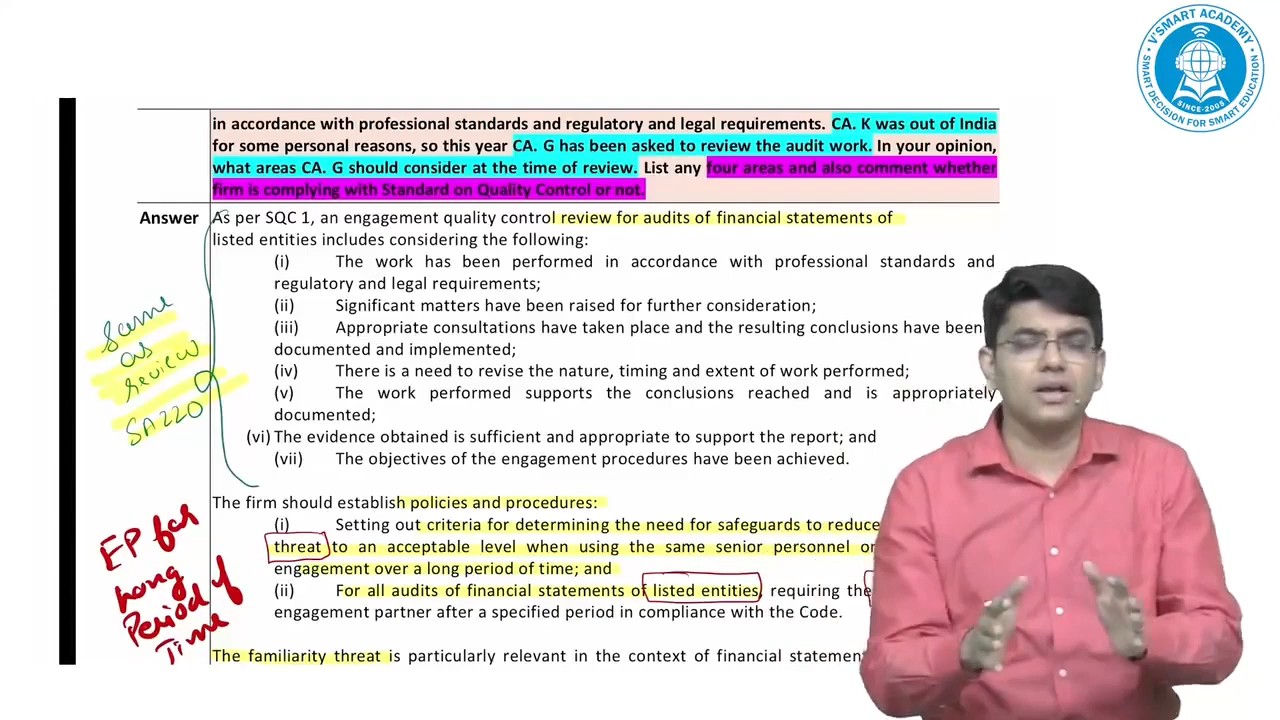 V'SMART ACADEMY
SMART DECISION FOR SMART EDUCATION
SINCE-2005
in accordance with professional standards and regulatory and legal requirements. CA. K was out of India
for some personal reasons, so this year CA. G has been asked to review the audit work. In your opinion,
what areas CA. G should consider at the time of review. List any four areas and also comment whether
firm is complying with Standard on Quality Control or not.
Answer As per SQC 1, an engagement quality control review for audits of financial statements of
listed entities includes considering the following:
(i) The work has been performed in accordance with professional standards and
regulatory and legal requirements;
(ii) Significant matters have been raised for further consideration;
(iii) Appropriate consultations have taken place and the resulting conclusions have been
documented and implemented;
(iv) There is a need to revise the nature, timing and extent of work performed;
(v) The work performed supports the conclusions reached and is appropriately
documented;
(vi) The evidence obtained is sufficient and appropriate to support the report; and
(vii) The objectives of the engagement procedures have been achieved.
Same
as
review
SA220
The firm should establish policies and procedures:
(i) Setting out criteria for determining the need for safeguards to reduce
threat to an acceptable level when using the same senior personnel on
engagement over a long period of time; and
(ii) For all audits of financial statements of listed entities, requiring the
engagement partner after a specified period in compliance with the Code.
EP for
Long
Period of
Time
The familiarity threat is particularly relevant in the context of financial statement